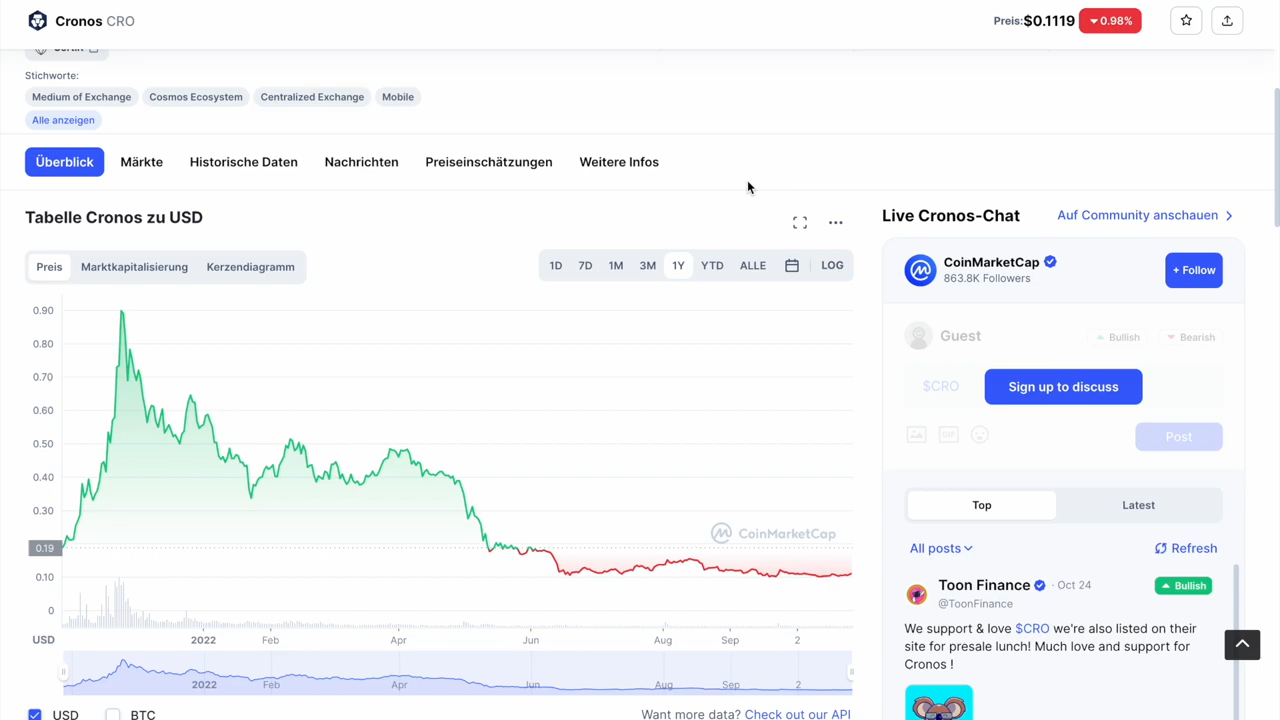 Cronos CRO
Preis:$0.1119 0.98%
Stichworte:
Medium of Exchange Cosmos Ecosystem Centralized Exchange Mobile
Alle anzeigen
Überblick Märkte Historische Daten Nachrichten Preiseinschätzungen Weitere Infos
Tabelle Cronos zu USD
Preis Marktkapitalisierung Kerzendiagramm
1D 7D 1M 3M 1Y YTD ALLE LOG
0.90
0.80
0.70
0.60
0.50
0.40
0.30
0.19
0.10
0
CoinMarketCap
USD 2022 Feb Apr Jun Aug Sep 2
2022 Feb Apr Jun Aug Sep 2
USD BTC
Want more data? Check out our API
Live Cronos-Chat Auf Community anschauen
CoinMarketCap
863.8K Followers
+ Follow
Guest Bullish Bearish
$CRO
Sign up to discuss
GIF
Post
Top Latest
All posts Refresh
Toon Finance · Oct 24 Bullish
@ToonFinance
We support & love $CRO we're also listed on their
site for presale lunch! Much love and support for
Cronos !